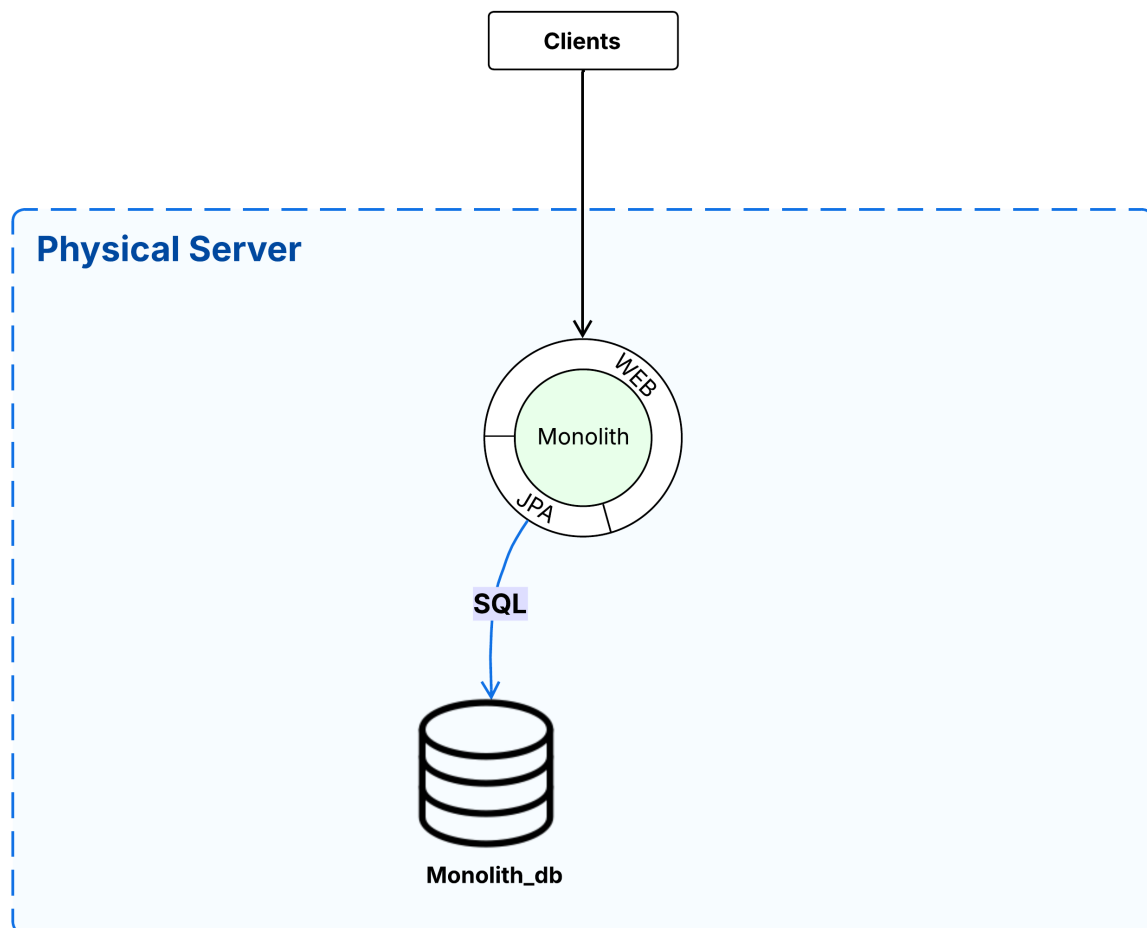 Clients
Physical Server
WEB
Monolith
JPA
SQL
Monolith_db